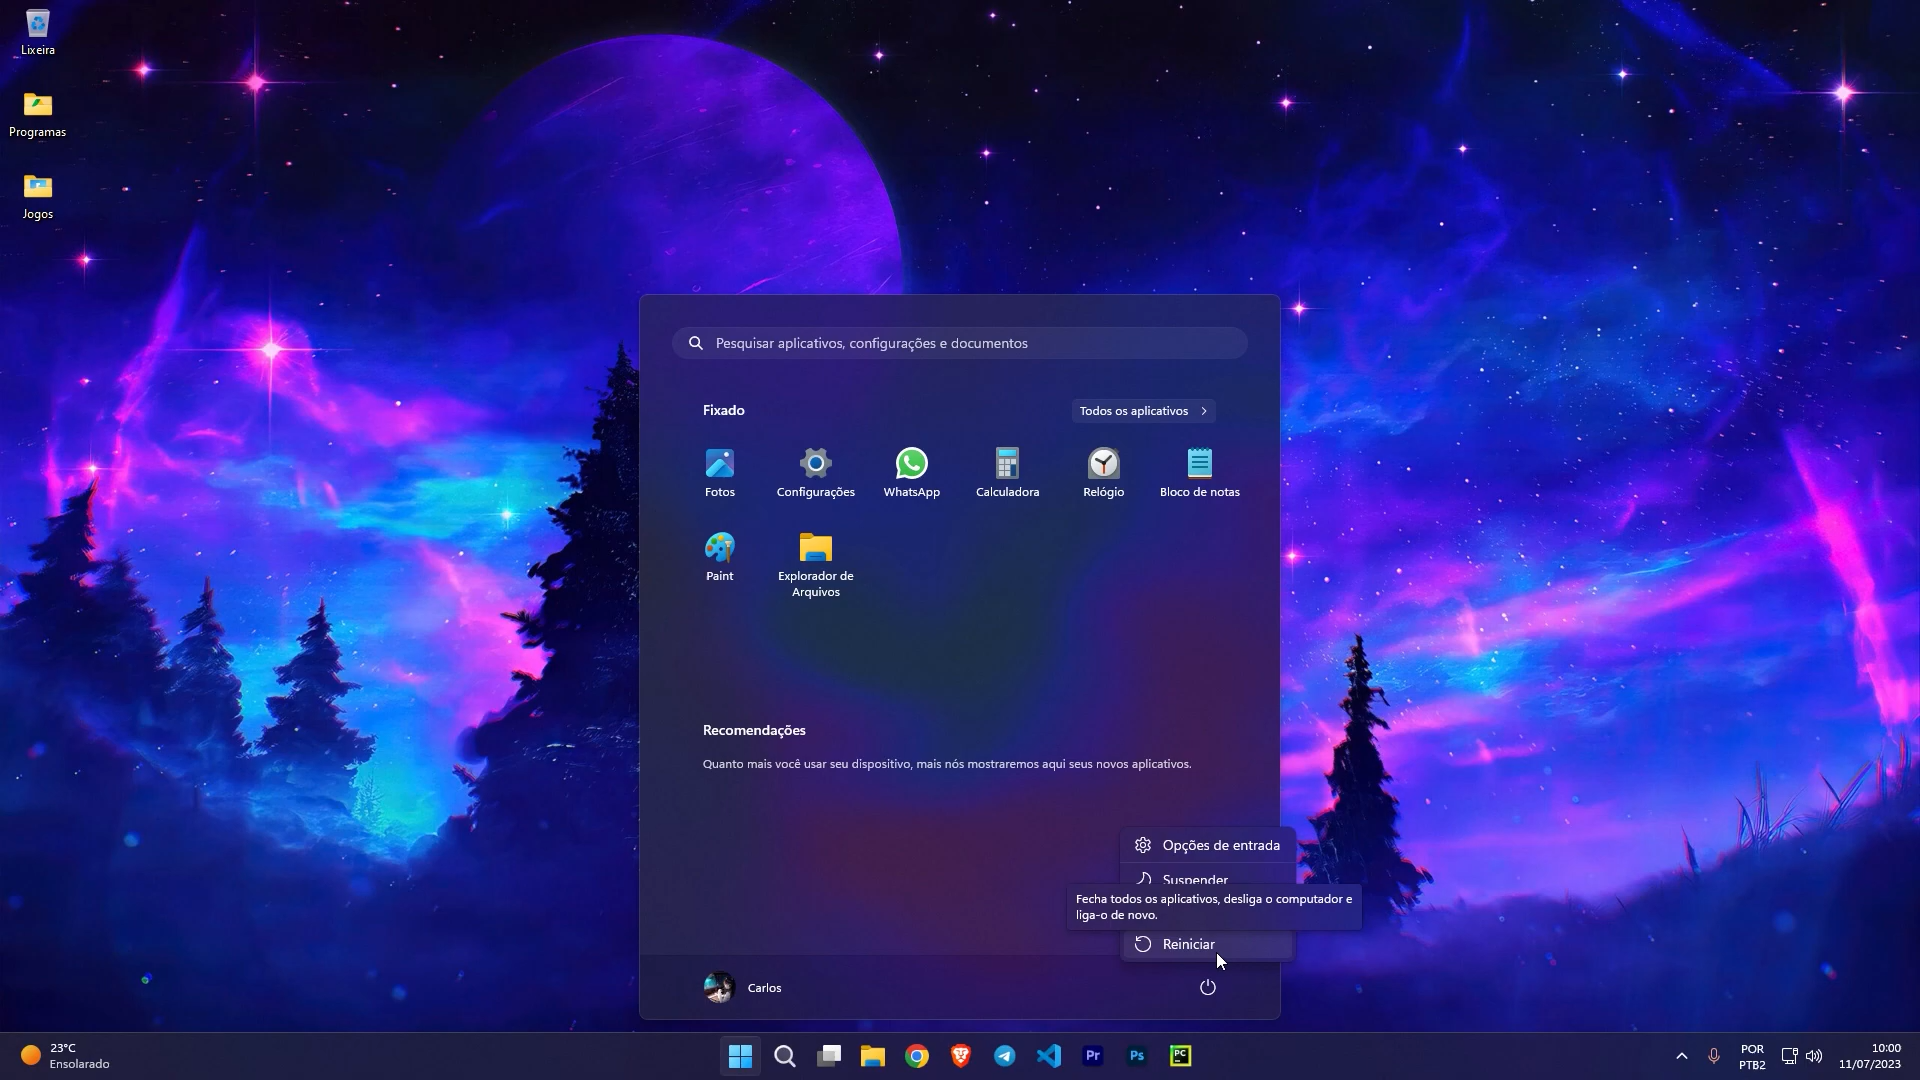 Lixeira
Programas
Jogos
Pesquisar aplicativos, configurações e documentos
Fixado
Todos os aplicativos
Fotos
Configurações
WhatsApp
Calculadora
Relógio
Bloco de notas
Paint
Explorador de
Arquivos
Recomendações
Quanto mais você usar seu dispositivo, mais nós mostraremos aqui seus novos aplicativos.
Opções de entrada
Suspender
Fecha todos os aplicativos, desliga o computador e
liga-o de novo.
Reiniciar
Carlos
23°C
Ensolarado
Pr
Ps
PC
POR
PTB2
10:00
11/07/2023